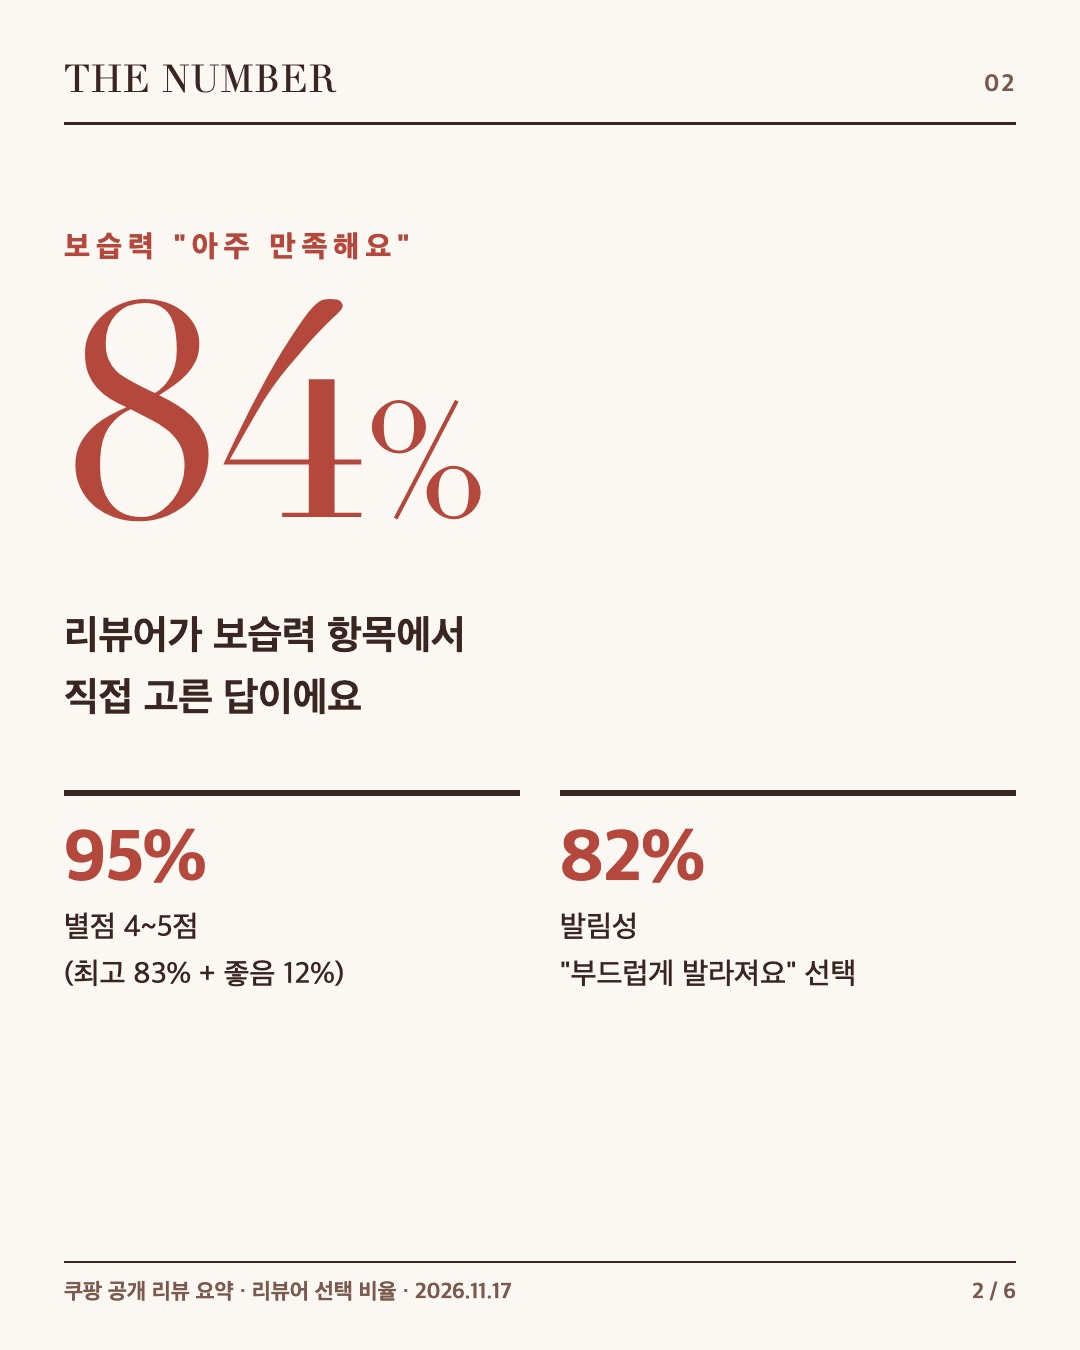 THE NUMBER
02
보습력 "아주 만족해요"
84%
리뷰어가 보습력 항목에서
직접 고른 답이에요
95%
별점 4~5점
(최고 83% + 좋음 12%)
82%
발림성
"부드럽게 발라져요" 선택
쿠팡 공개 리뷰 요약 · 리뷰어 선택 비율 · 2026.11.17
2 / 6